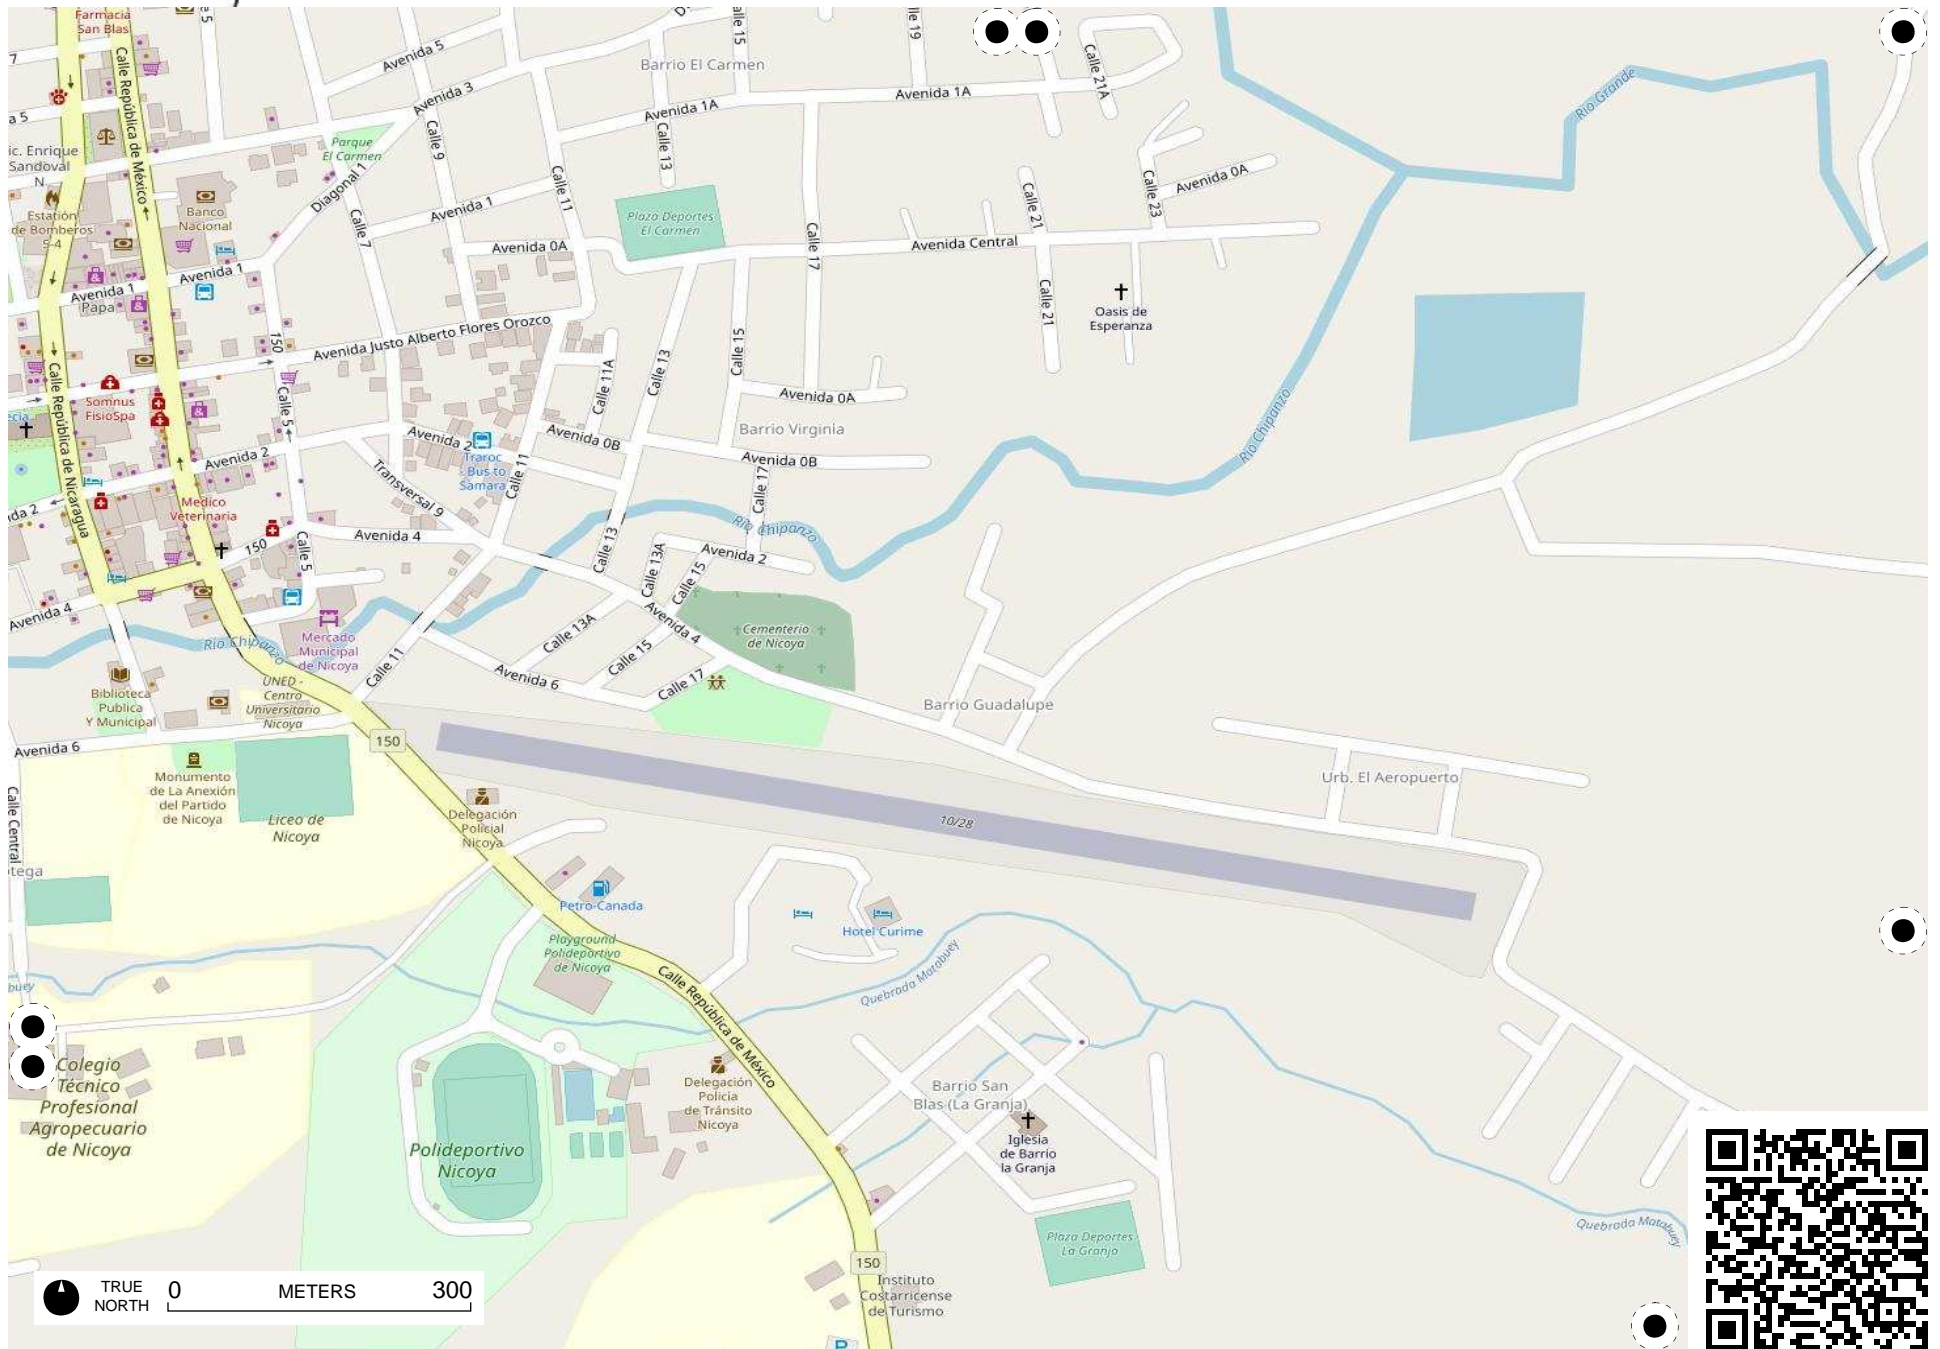 Farmacia
San Blas
Calle República de México
Avenida 5
Avenida 3
Barrio El Carmen
Avenida 1A
Avenida 1A
Calle 21A
Río Grande
ic. Enrique
Sandoval
N
Parque
El Carmen
Calle 9
Calle 13
Diagonal 1
Banco
Nacional
Estación
de Bomberos
5-4
Calle 7
Avenida 1
Calle 11
Plaza Deportes
El Carmen
Calle 17
Calle 21
Calle 23
Avenida 0A
Avenida 0A
Avenida Central
Avenida 1
Avenida 1
Papa
Calle 21
Oasis de
Esperanza
150
Avenida Justo Alberto Flores Orozco
Calle 15
Calle 13
Calle 11A
Calle República de Nicaragua
Somnus
FisioSpa
Calle 5
Avenida 0A
Barrio Virginia
Avenida 0B
Avenida 0B
Avenida 2
Avenida 2
Traroc
Bus to
Samara
Calle 11
Calle 17
Río Chipanzo
Transversal 9
Medico
Veterinaria
150
Calle 5
Avenida 4
Calle 13
Río Chipanzo
Calle 13A
Avenida 2
Calle 15
Avenida 4
Avenida 4
Calle 13A
Calle 15
Cementerio
de Nicoya
Río Chipanzo
Mercado
Municipal
de Nicoya
Calle 11
Avenida 6
Calle 17
Biblioteca
Publica
Y Municipal
UNED -
Centro
Universitario
Nicoya
Barrio Guadalupe
Avenida 6
150
Monumento
de La Anexión
del Partido
de Nicoya
Liceo de
Nicoya
Delegación
Policial
Nicoya
10/28
Urb. El Aeropuerto
Calle Central
otega
Petro-Canada
Hotel Curime
Playground
Polideportivo
de Nicoya
Quebrada Matabuey
buey
Calle República de México
Colegio
Técnico
Profesional
Agropecuario
de Nicoya
Polideportivo
Nicoya
Delegación
Policia
de Tránsito
Nicoya
Barrio San
Blas (La Granja)
Iglesia
de Barrio
la Granja
Plaza Deportes
La Granja
Quebrada Matabuey
150
Instituto
Costarricense
de Turismo
P
TRUE
NORTH
0 METERS 300